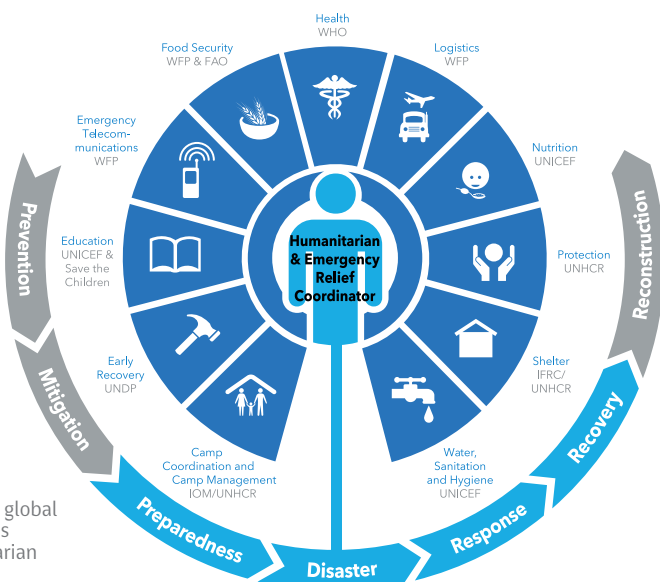 Health
WHO
Logistics
WFP
Nutrition
UNICEF
Protection
UNHCR
Shelter
IFRC/
UNHCR
Water,
Sanitation
and Hygiene
UNICEF
Camp
Coordination and
Camp Management
IOM/UNHCR
Early
Recovery
UNDP
Education
UNICEF &
Save the
Children
Emergency
Telecom-
munications
WFP
Food Security
WFP & FAO
Humanitarian
& Emergency
Relief
Coordinator
Prevention
Mitigation
Preparedness
Disaster
Response
Recovery
Reconstruction
global
s
arian